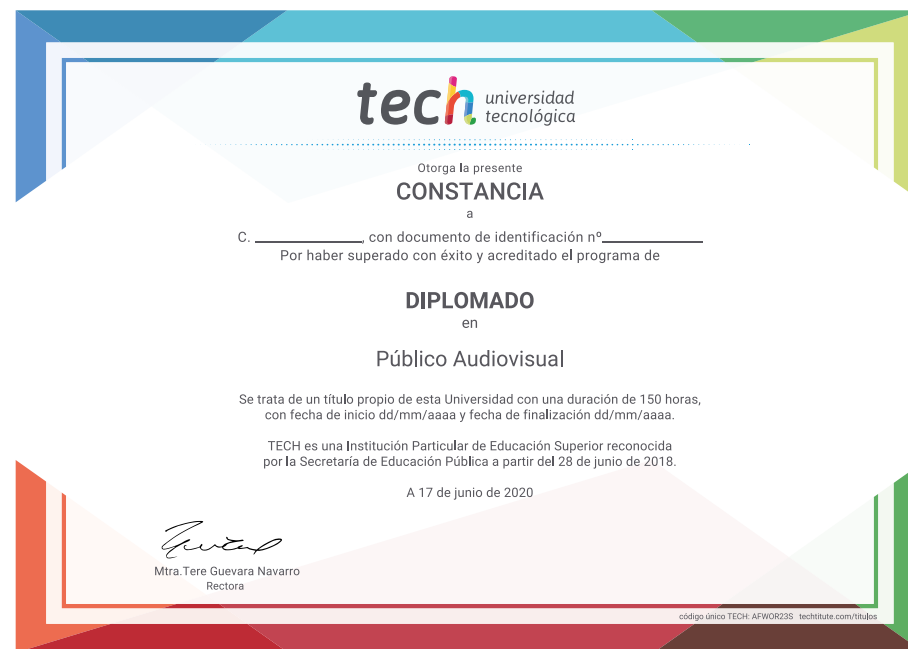 tech universidad
tecnológica
Otorga la presente
CONSTANCIA
a
C. ____________, con documento de identificación nº____________
Por haber superado con éxito y acreditado el programa de
DIPLOMADO
en
Público Audiovisual
Se trata de un título propio de esta Universidad con una duración de 150 horas,
con fecha de inicio dd/mm/aaaa y fecha de finalización dd/mm/aaaa.
TECH es una Institución Particular de Educación Superior reconocida
por la Secretaría de Educación Pública a partir del 28 de junio de 2018.
A 17 de junio de 2020
Mtra.Tere Guevara Navarro
Rectora
código único TECH: AFWOR23S techtitute.com/titulos